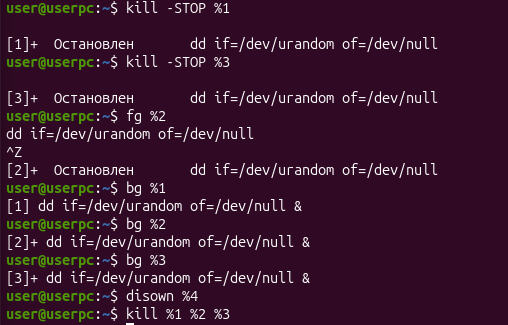 user@userpc:~$ kill -STOP %1

[1]+  Остановлен       dd if=/dev/urandom of=/dev/null
user@userpc:~$ kill -STOP %3

[3]+  Остановлен       dd if=/dev/urandom of=/dev/null
user@userpc:~$ fg %2
dd if=/dev/urandom of=/dev/null
^Z
[2]+  Остановлен       dd if=/dev/urandom of=/dev/null
user@userpc:~$ bg %1
[1] dd if=/dev/urandom of=/dev/null &
user@userpc:~$ bg %2
[2]+ dd if=/dev/urandom of=/dev/null &
user@userpc:~$ bg %3
[3]+ dd if=/dev/urandom of=/dev/null &
user@userpc:~$ disown %4
user@userpc:~$ kill %1 %2 %3